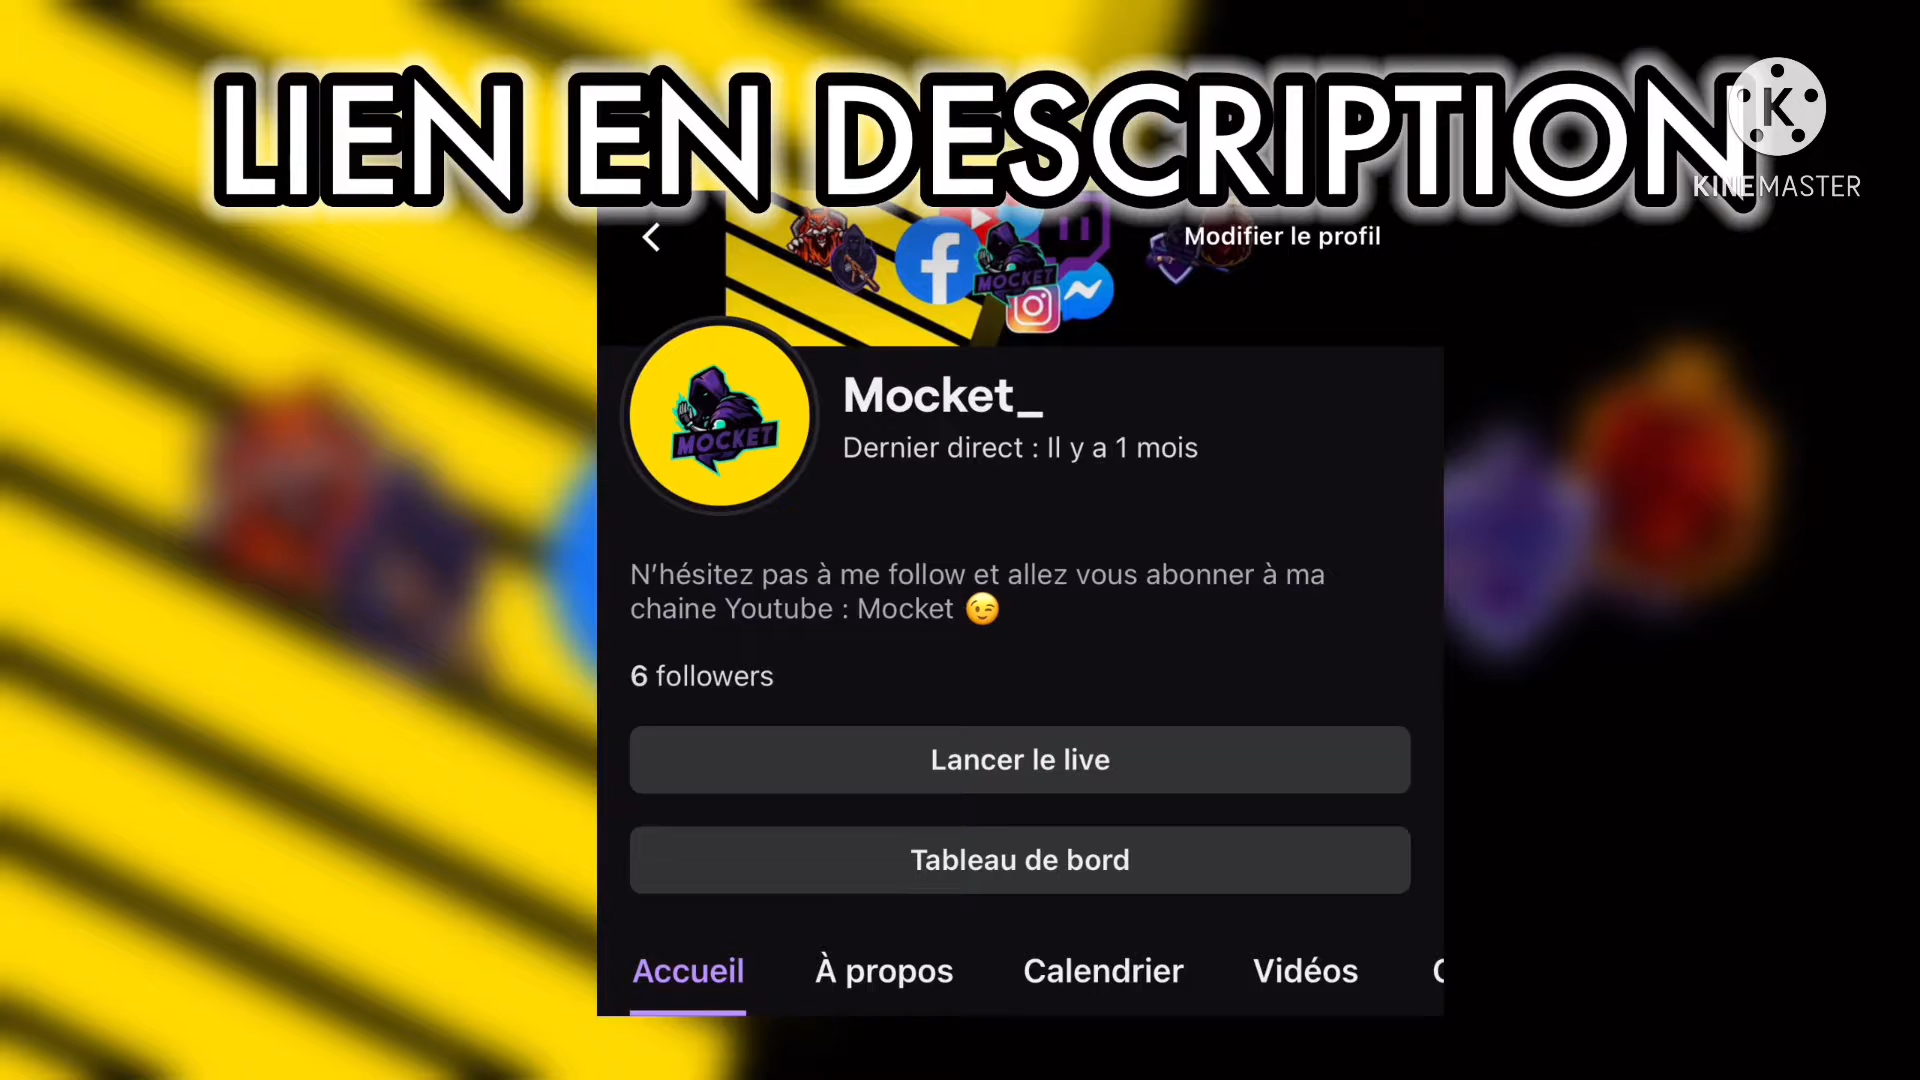 LIEN EN DESCRIPTION
K
KINEMASTER
Modifier le profil
MOCKET
Mocket_
MOCKET
Dernier direct : Il y a 1 mois
N’hésitez pas à me follow et allez vous abonner à ma
chaine Youtube : Mocket 😉
6 followers
Lancer le live
Tableau de bord
Accueil À propos Calendrier Vidéos